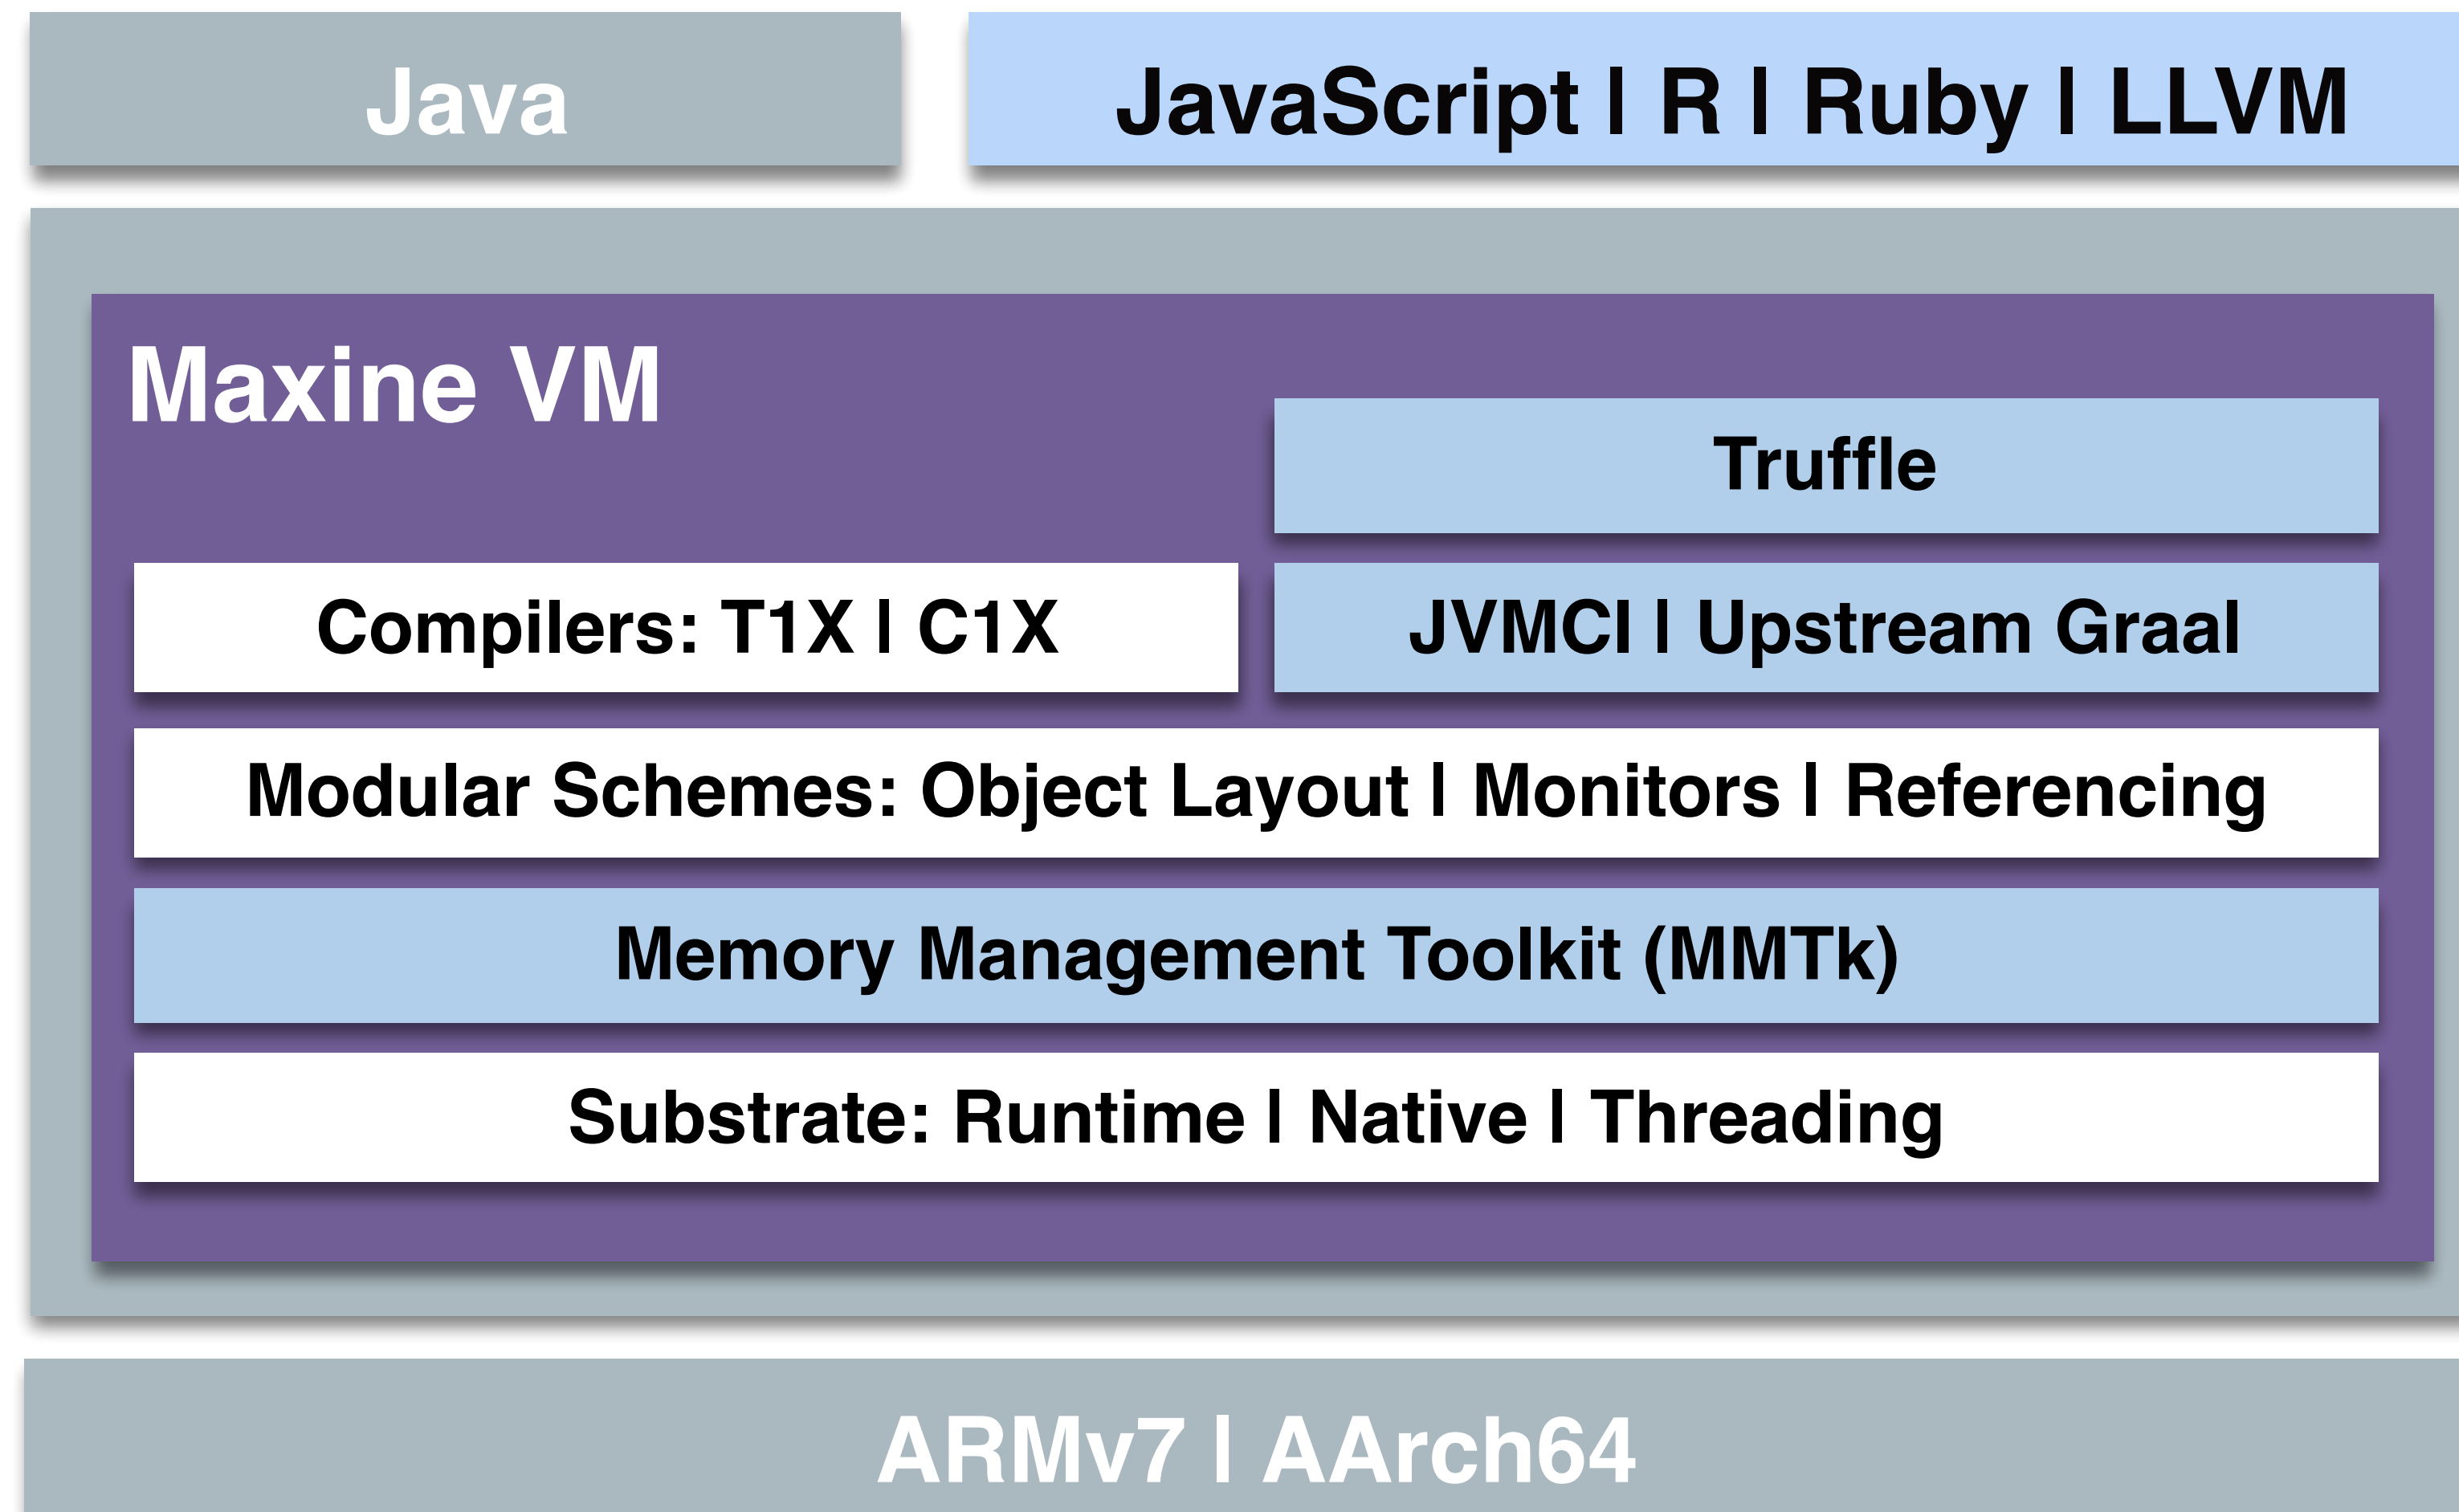 Java
JavaScript | R | Ruby | LLVM
Maxine VM
Truffle
Compilers: T1X | C1X
JVMCI | Upstream Graal
Modular Schemes: Object Layout | Monitors | Referencing
Memory Management Toolkit (MMTk)
Substrate: Runtime | Native | Threading
ARMv7 | AArch64